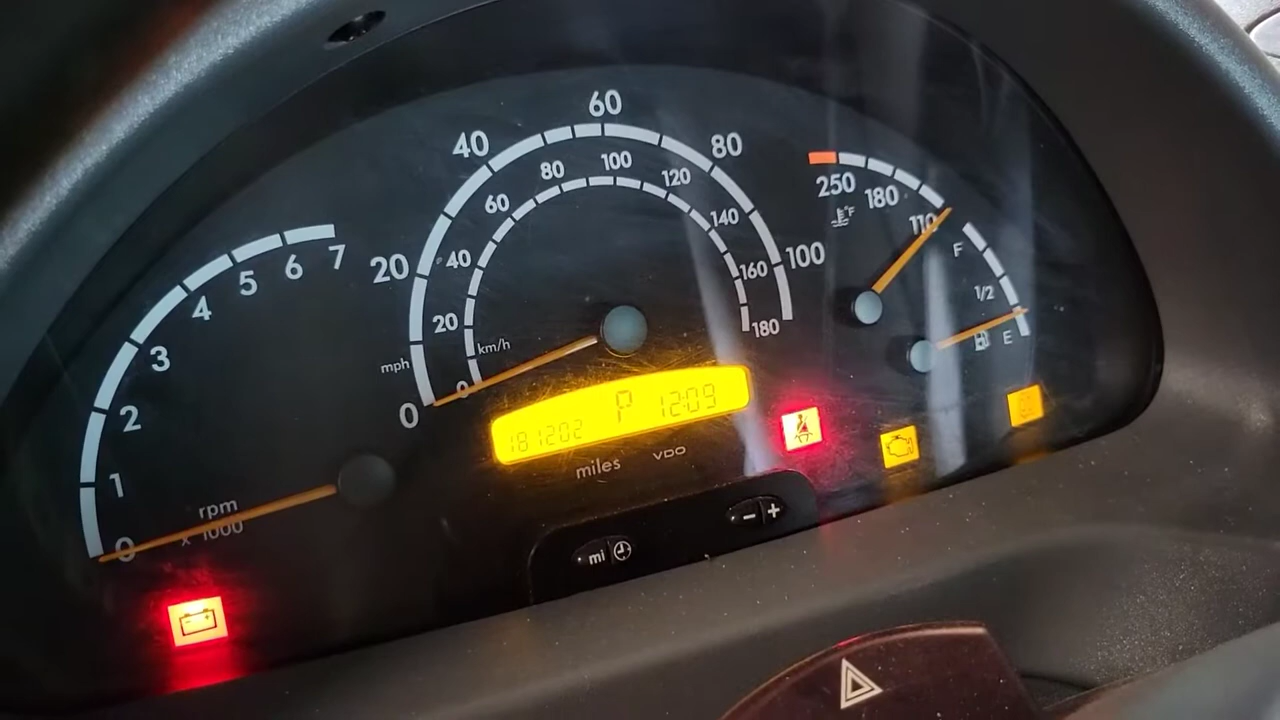 0 1 2 3 4 5 6 7
rpm
x 1000
0 20 40 60 80 100
mph
0 20 40 60 80 100 120 140 160 180
km/h
250 180 110
°F
F
1/2
E
181202 P 12:09
miles VDO
mi
- +